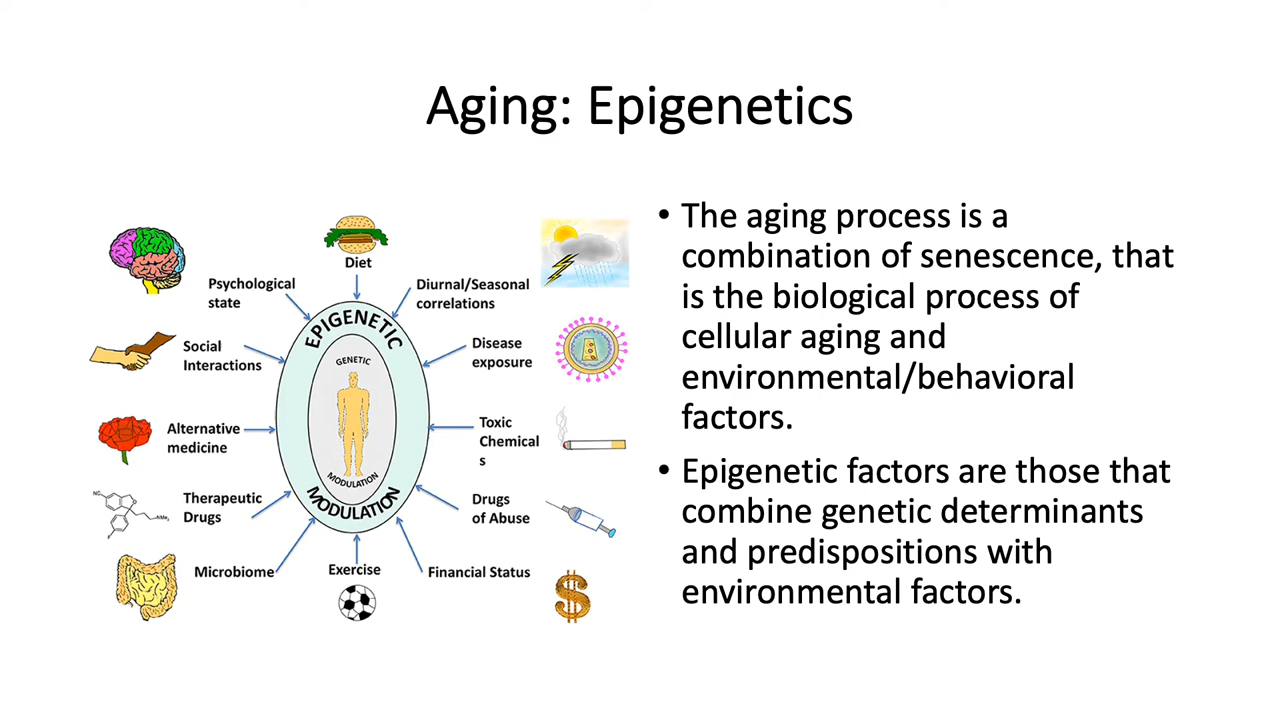 Aging: Epigenetics
Diet
Psychological
state
Diurnal/Seasonal
correlations
Social
Interactions
Disease
exposure
Alternative
medicine
Toxic
Chemical
s
Therapeutic
Drugs
Drugs
of Abuse
Microbiome
Exercise
Financial Status
EPIGENETIC
GENETIC
MODULATION
MODULATION
NC
O
NMe₂
F
• The aging process is a
combination of senescence, that
is the biological process of
cellular aging and
environmental/behavioral
factors.
• Epigenetic factors are those that
combine genetic determinants
and predispositions with
environmental factors.